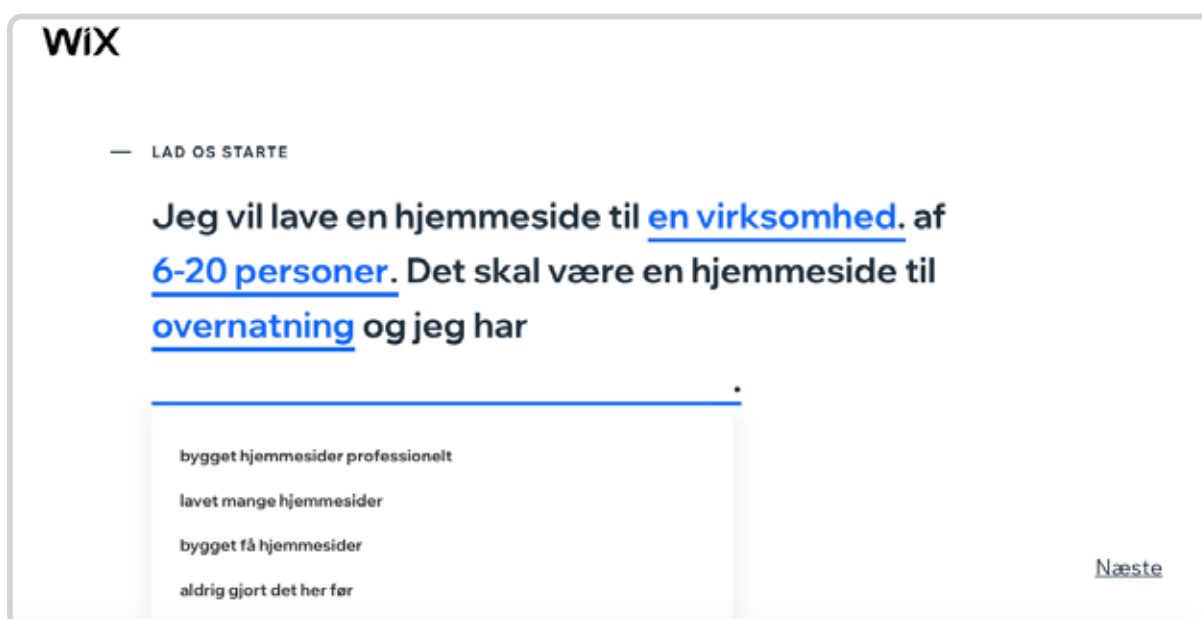 WiX
— LAD OS STARTE
Jeg vil lave en hjemmeside til en virksomhed. af
6-20 personer. Det skal være en hjemmeside til
overnatning og jeg har
.
bygget hjemmesider professionelt
lavet mange hjemmesider
bygget få hjemmesider
aldrig gjort det her før
Næste